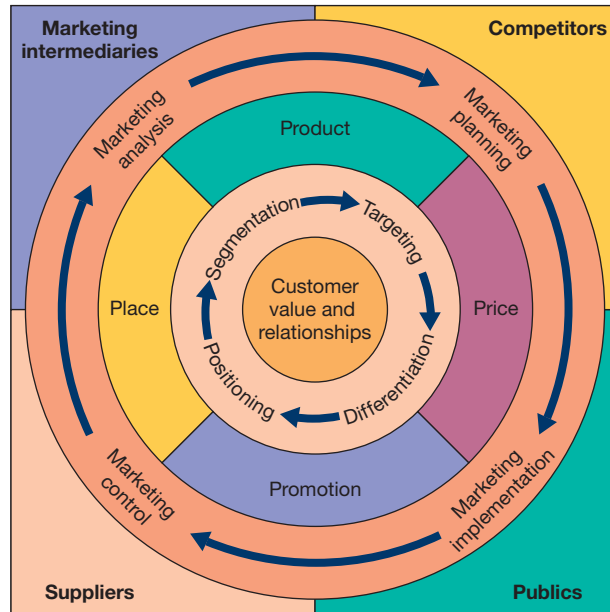 Marketing
intermediaries
Competitors
Marketing
analysis
Marketing
planning
Product
Segmentation
Targeting
Place
Customer
value and
relationships
Price
Positioning
Differentiation
Promotion
Marketing
control
Marketing
implementation
Suppliers
Publics